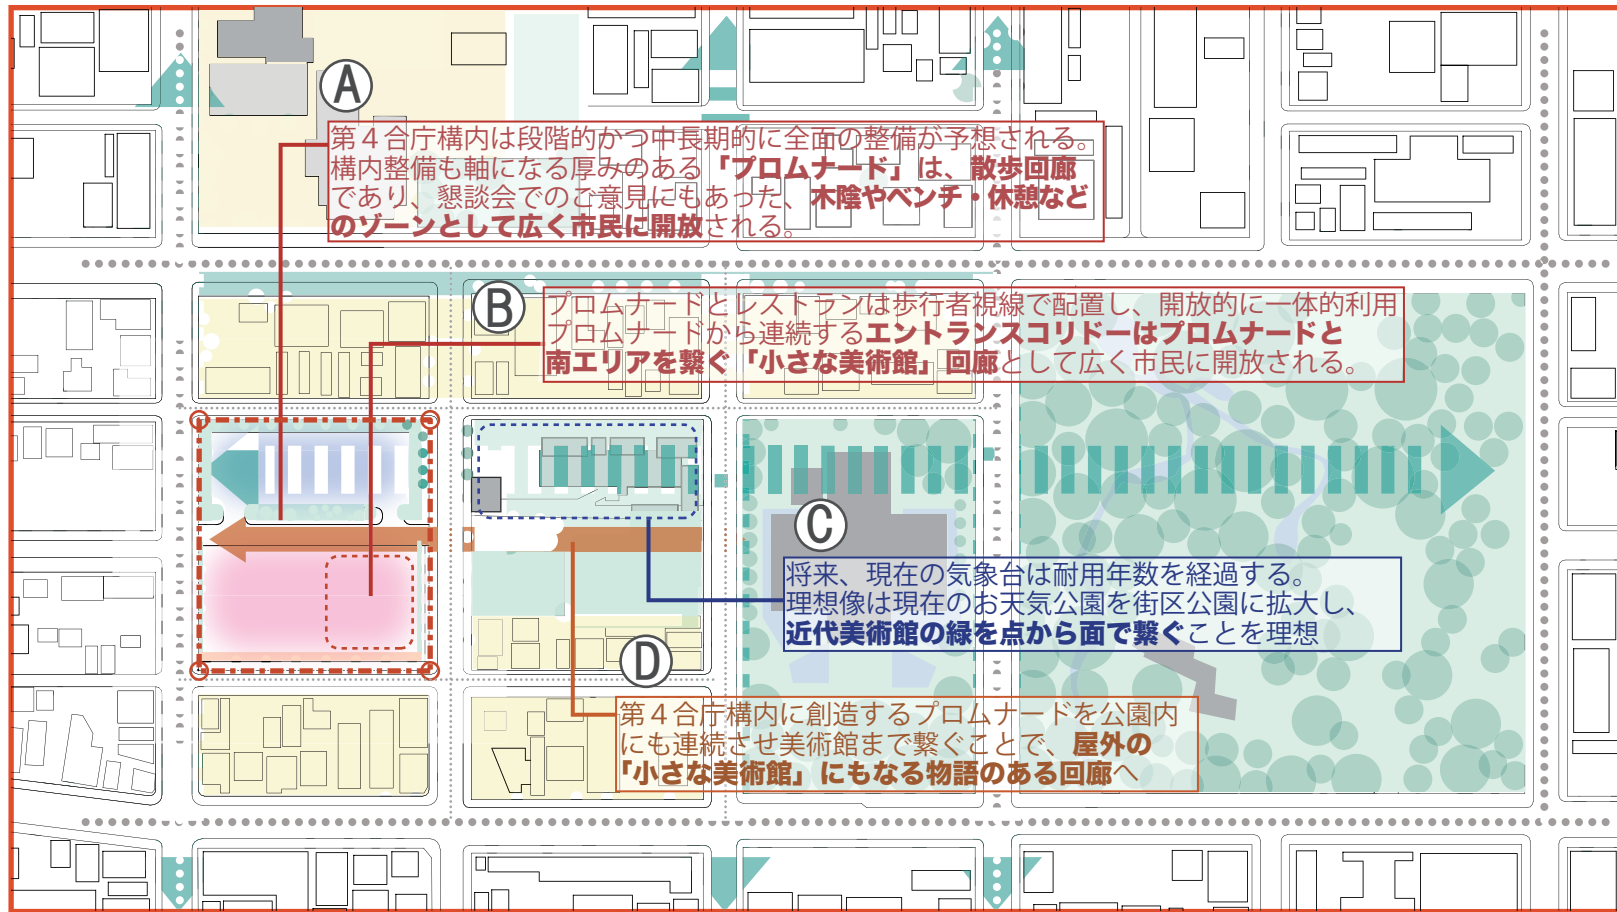 A
第４合庁構内は段階的かつ中長期的に全面の整備が予想される。
構内整備も軸になる厚みのある「プロムナード」は、散歩回廊
であり、懇談会でのご意見にもあった、木陰やベンチ・休憩など
のゾーンとして広く市民に開放される。
B
プロムナードとレストランは歩行者視線で配置し、開放的に一体的利用
プロムナードから連続するエントランスコリドーはプロムナードと
南エリアを繋ぐ「小さな美術館」回廊として広く市民に開放される。
C
将来、現在の気象台は耐用年数を経過する。
理想像は現在のお天気公園を街区公園に拡大し、
近代美術館の緑を点から面で繋ぐことを理想
D
第４合庁構内に創造するプロムナードを公園内
にも連続させ美術館まで繋ぐことで、屋外の
「小さな美術館」にもなる物語のある回廊へ